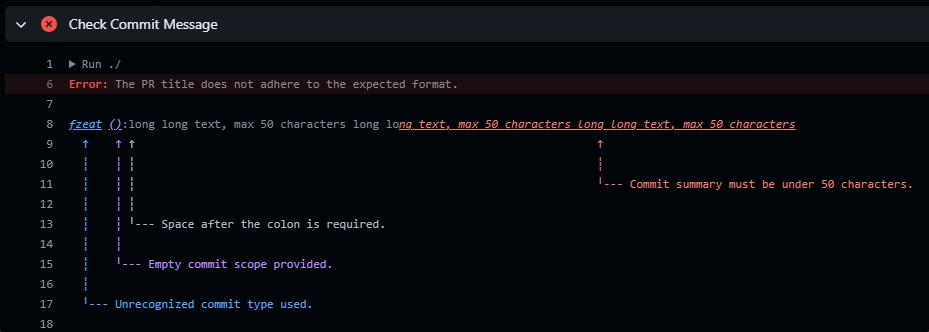 Check Commit Message
1 ▶ Run ./
6 Error: The PR title does not adhere to the expected format.
7
8 fzeat ():long long text, max 50 characters long long text, max 50 characters long long text, max 50 characters
9 ↑ ↑ ↑ ↑
10 ¦ ¦ ¦ ¦
11 ¦ ¦ ¦ '--- Commit summary must be under 50 characters.
12 ¦ ¦ ¦
13 ¦ ¦ '--- Space after the colon is required.
14 ¦ ¦
15 ¦ '--- Empty commit scope provided.
16 ¦
17 '--- Unrecognized commit type used.
18